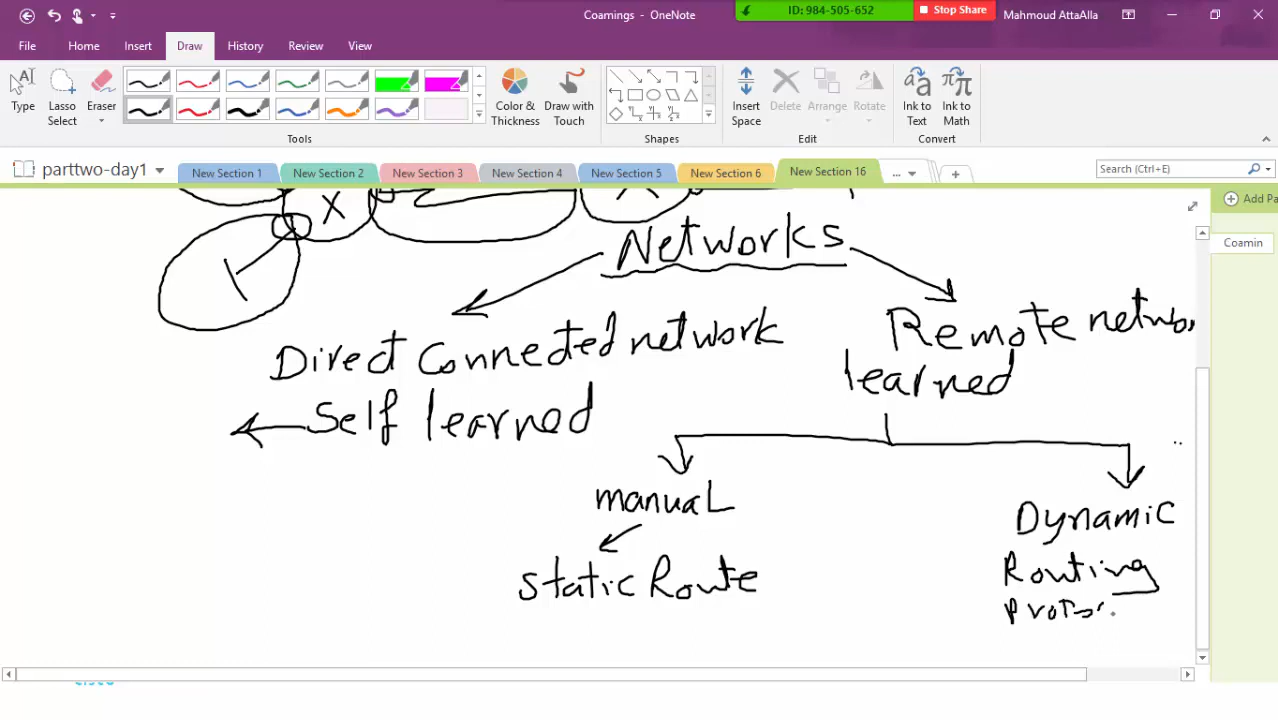 Coamings - OneNote
ID: 984-505-652
Stop Share
Mahmoud AttaAlla
File Home Insert Draw History Review View
Type
Lasso Select
Eraser
Color & Thickness
Draw with Touch
Insert Space
Delete
Arrange
Rotate
Ink to Text
Ink to Math
Tools
Shapes
Edit
Convert
parttwo-day1
New Section 1
New Section 2
New Section 3
New Section 4
New Section 5
New Section 6
New Section 16
...
Search (Ctrl+E)
Add Pa
Coamin
X
Networks
Direct Connected network
Remote networ
learned
Self learned
manual
Dynamic
static Route
Routing